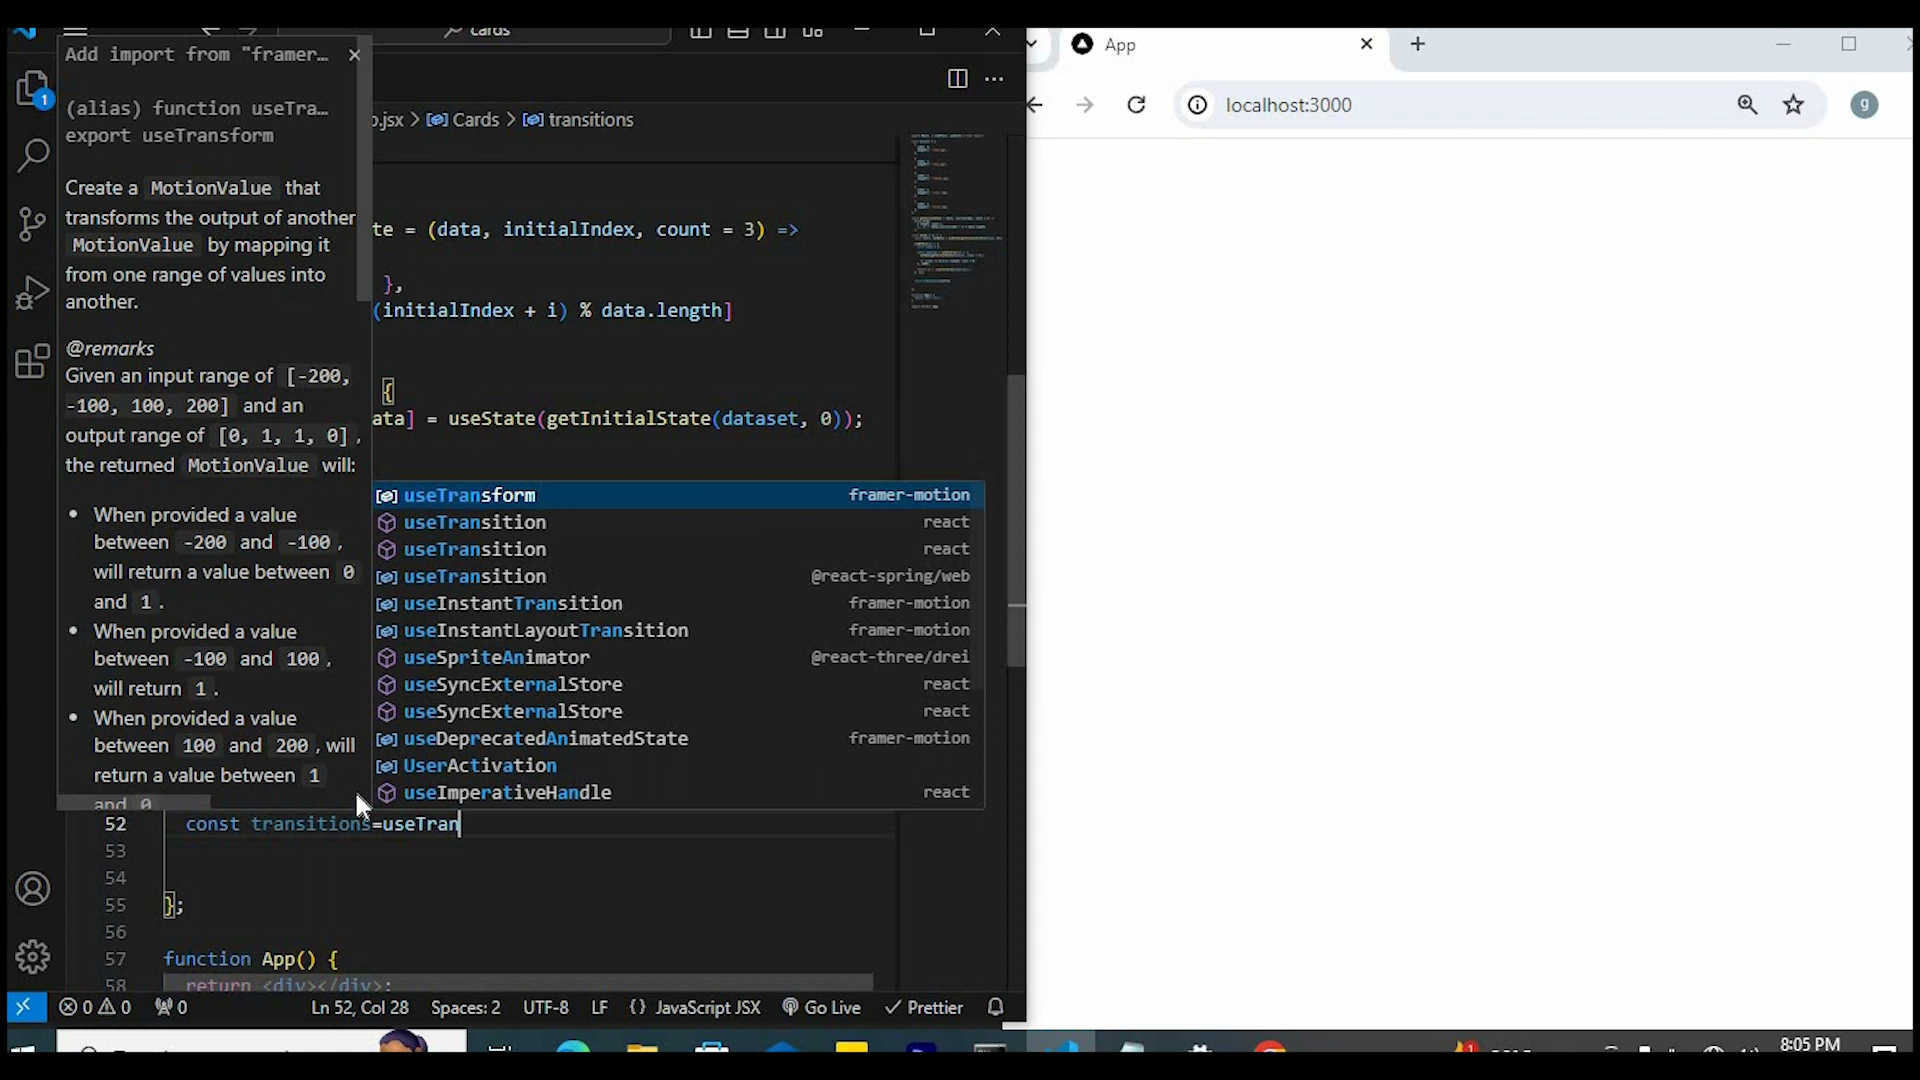 cards
Add import from "framer…
(alias) function useTra…
export useTransform
Create a MotionValue that
transforms the output of another
MotionValue by mapping it
from one range of values into
another.
@remarks
Given an input range of [-200,
-100, 100, 200] and an
output range of [0, 1, 1, 0],
the returned MotionValue will:
• When provided a value
between -200 and -100,
will return a value between 0
and 1.
• When provided a value
between -100 and 100,
will return 1.
• When provided a value
between 100 and 200, will
return a value between 1
and 0
1
p.jsx > Cards > transitions
te = (data, initialIndex, count = 3) =>
},
(initialIndex + i) % data.length]
{
ata] = useState(getInitialState(dataset, 0));
useTransform framer-motion
useTransition react
useTransition react
useTransition @react-spring/web
useInstantTransition framer-motion
useInstantLayoutTransition framer-motion
useSpriteAnimator @react-three/drei
useSyncExternalStore react
useSyncExternalStore react
useDeprecatedAnimatedState framer-motion
UserActivation
useImperativeHandle react
52 const transitions=useTran
53
54
55 };
56
57 function App() {
58 return <div></div>;
0 0 0 Ln 52, Col 28 Spaces: 2 UTF-8 LF {} JavaScript JSX Go Live Prettier
App
localhost:3000
g
8:05 PM